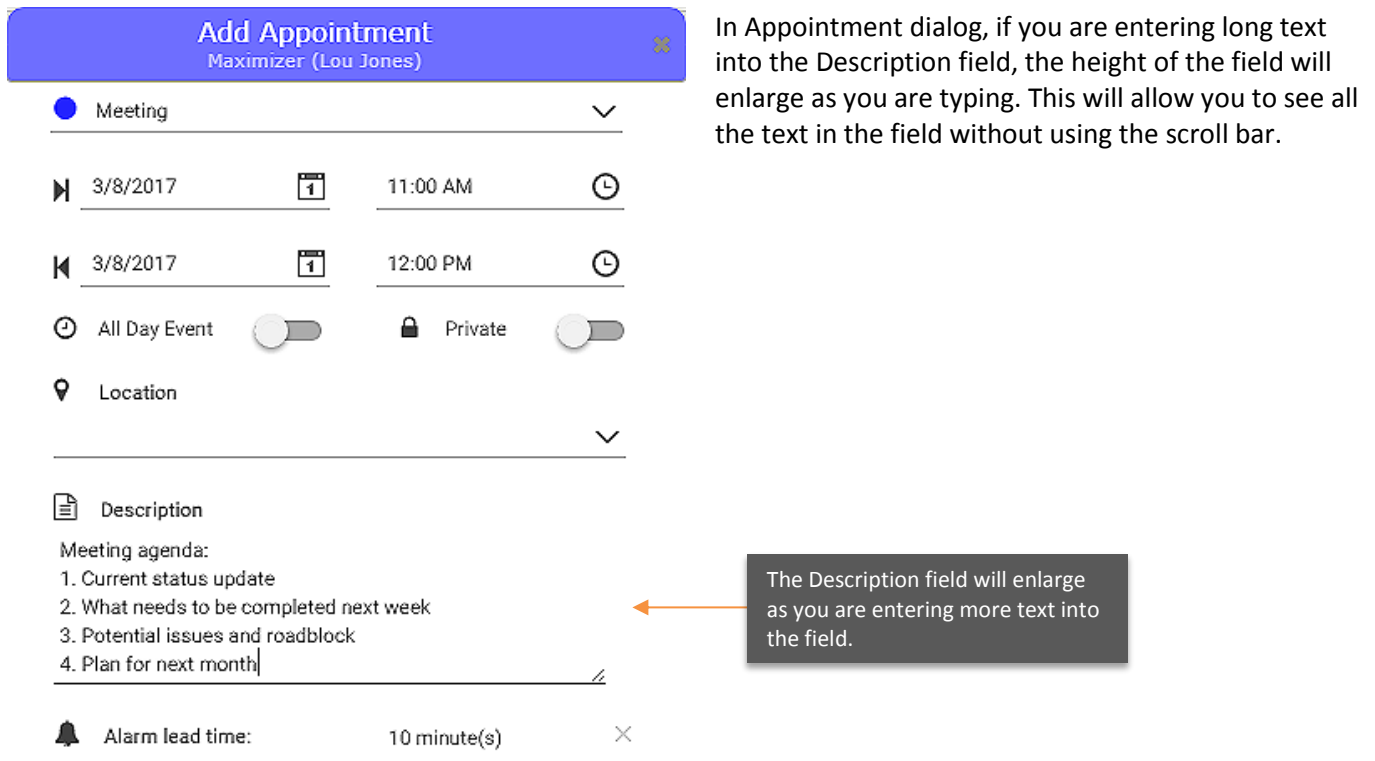 Add Appointment
Maximizer (Lou Jones)
Meeting
3/8/2017 11:00 AM
3/8/2017 12:00 PM
All Day Event Private
Location
Description
Meeting agenda:
1. Current status update
2. What needs to be completed next week
3. Potential issues and roadblock
4. Plan for next month
Alarm lead time: 10 minute(s)
In Appointment dialog, if you are entering long text
into the Description field, the height of the field will
enlarge as you are typing. This will allow you to see all
the text in the field without using the scroll bar.
The Description field will enlarge
as you are entering more text into
the field.